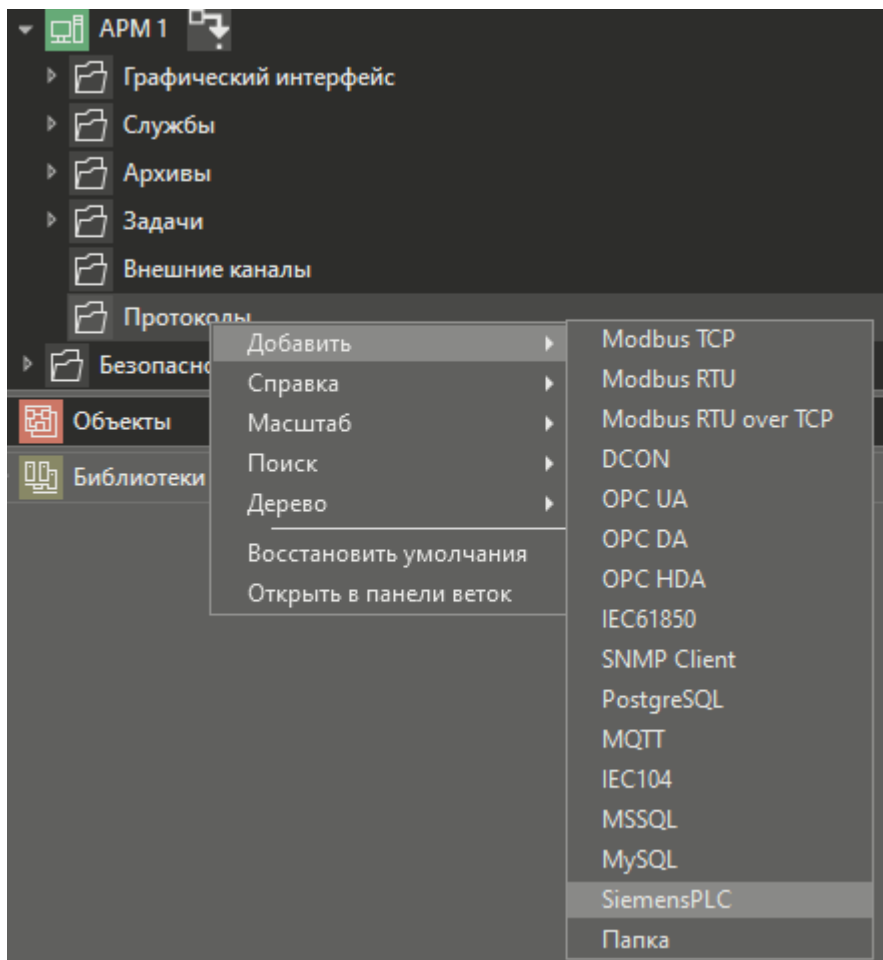 АРМ 1
Графический интерфейс
Службы
Архивы
Задачи
Внешние каналы
Протоколы
Безопасно
Объекты
Библиотеки
Добавить
Справка
Масштаб
Поиск
Дерево
Восстановить умолчания
Открыть в панели веток
Modbus TCP
Modbus RTU
Modbus RTU over TCP
DCON
OPC UA
OPC DA
OPC HDA
IEC61850
SNMP Client
PostgreSQL
MQTT
IEC104
MSSQL
MySQL
SiemensPLC
Папка